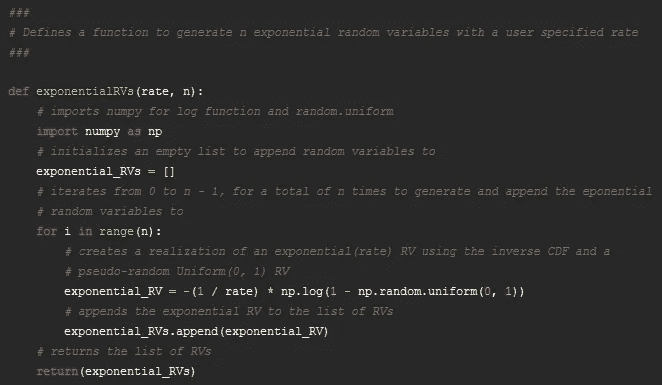 ###
# Defines a function to generate n exponential random variables with a user specified rate
###
def exponentialRVs(rate, n):
    # imports numpy for log function and random.uniform
    import numpy as np
    # initializes an empty list to append random variables to
    exponential_RVs = []
    # iterates from 0 to n - 1, for a total of n times to generate and append the eponential
    # random variables to
    for i in range(n):
        # creates a realization of an exponential(rate) RV using the inverse CDF and a
        # pseudo-random Uniform(0, 1) RV
        exponential_RV = -(1 / rate) * np.log(1 - np.random.uniform(0, 1))
        # appends the exponential RV to the list of RVs
        exponential_RVs.append(exponential_RV)
    # returns the list of RVs
    return(exponential_RVs)